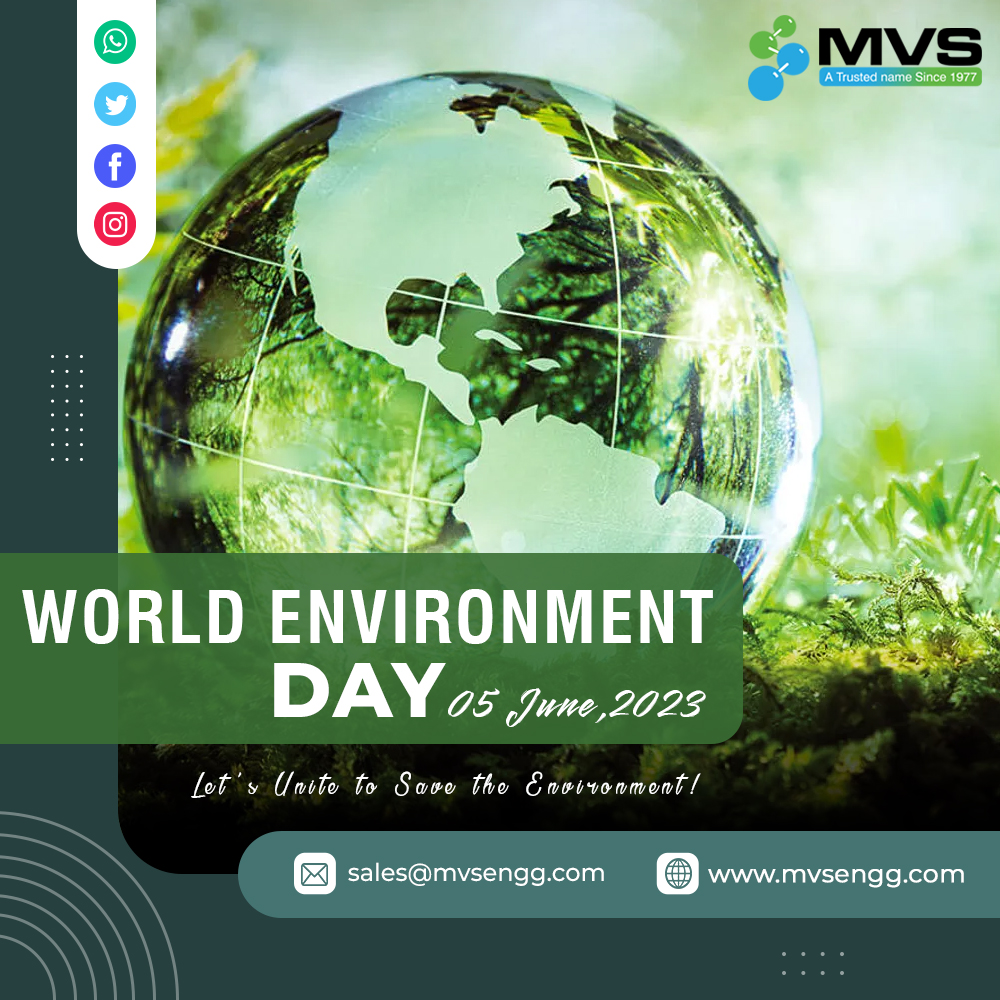 MVS
A Trusted name Since 1977
WORLD ENVIRONMENT
DAY 05 June,2023
Let's Unite to Save the Environment!
sales@mvsengg.com
www.mvsengg.com